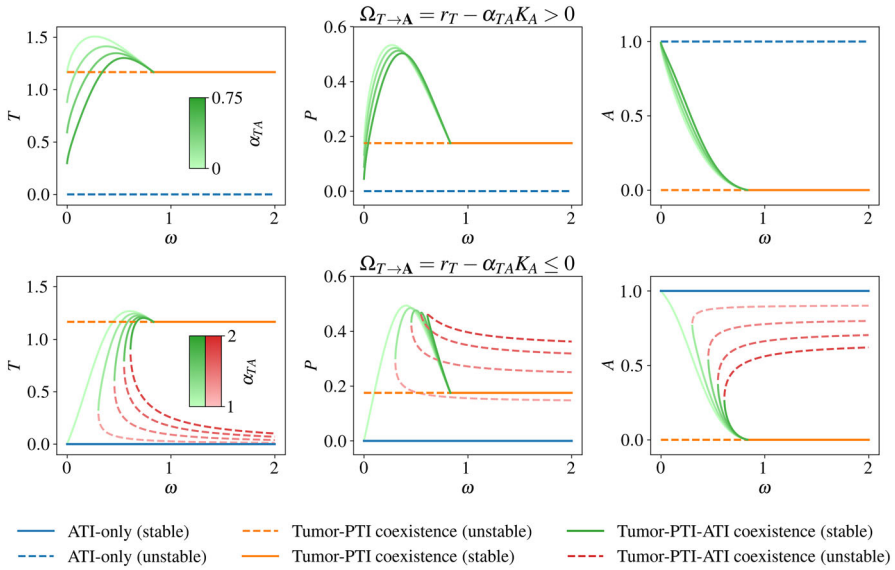 Ω_{T→A} = r_T − α_{TA}K_A > 0
1.5
1.0
0.5
0.0
T
0.75
0
α_{TA}
0
1
2
ω
0.6
0.4
0.2
0.0
P
0
1
2
ω
1.0
0.5
0.0
A
0
1
2
ω
Ω_{T→A} = r_T − α_{TA}K_A ≤ 0
1.5
1.0
0.5
0.0
T
2
1
α_{TA}
0
1
2
ω
0.6
0.4
0.2
0.0
P
0
1
2
ω
1.0
0.5
0.0
A
0
1
2
ω
ATI-only (stable)
ATI-only (unstable)
Tumor-PTI coexistence (unstable)
Tumor-PTI coexistence (stable)
Tumor-PTI-ATI coexistence (stable)
Tumor-PTI-ATI coexistence (unstable)